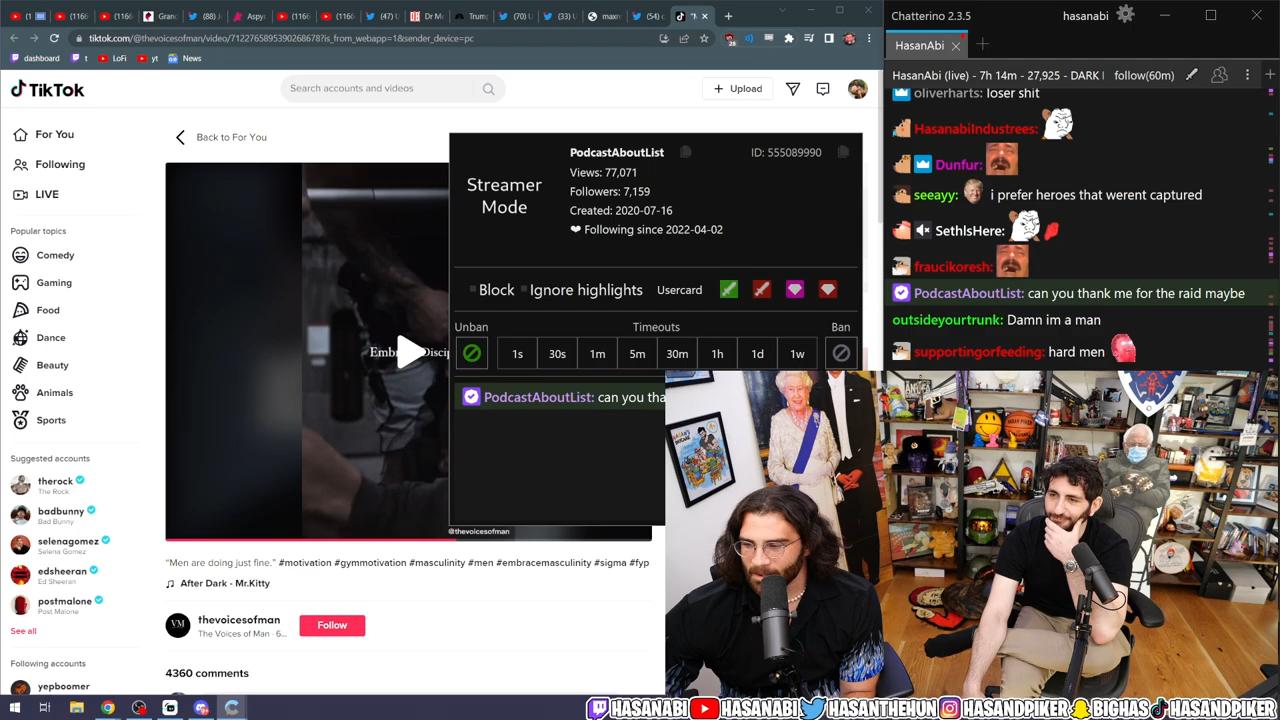 tiktok.com/@thevoicesofman/video/7122765895390268678?is_from_webapp=1&sender_device=pc
dashboard
t
LoFi
yt
News
TikTok
Search accounts and videos
+ Upload
For You
Following
LIVE
Popular topics
Comedy
Gaming
Food
Dance
Beauty
Animals
Sports
Suggested accounts
therock
The Rock
badbunny
Bad Bunny
selenagomez
Selena Gomez
edsheeran
Ed Sheeran
postmalone
Post Malone
See all
Following accounts
yepboomer
Back to For You
@thevoicesofman
"Men are doing just fine." #motivation #gymmotivation #masculinity #men #embracemasculinity #sigma #fyp
After Dark - Mr.Kitty
VM
thevoicesofman
The Voices of Man · 6...
Follow
4360 comments
Streamer
Mode
PodcastAboutList
ID: 555089990
Views: 77,071
Followers: 7,159
Created: 2020-07-16
❤ Following since 2022-04-02
Block
Ignore highlights
Usercard
Unban
Timeouts
Ban
1s
30s
1m
5m
30m
1h
1d
1w
PodcastAboutList: can you tha
Chatterino 2.3.5
hasanabi
HasanAbi
HasanAbi (live) - 7h 14m - 27,925 - DARK
follow(60m)
oliverharts: loser shit
HasanabiIndustrees:
Dunfur:
seeayy: i prefer heroes that werent captured
SethIsHere:
fraucikoresh:
PodcastAboutList: can you thank me for the raid maybe
outsideyourtrunk: Damn im a man
supportingorfeeding: hard men
HASANABI
HASANABI
HASANTHEHUN
HASANDPIKER
BIGHAS
HASANDPIKER